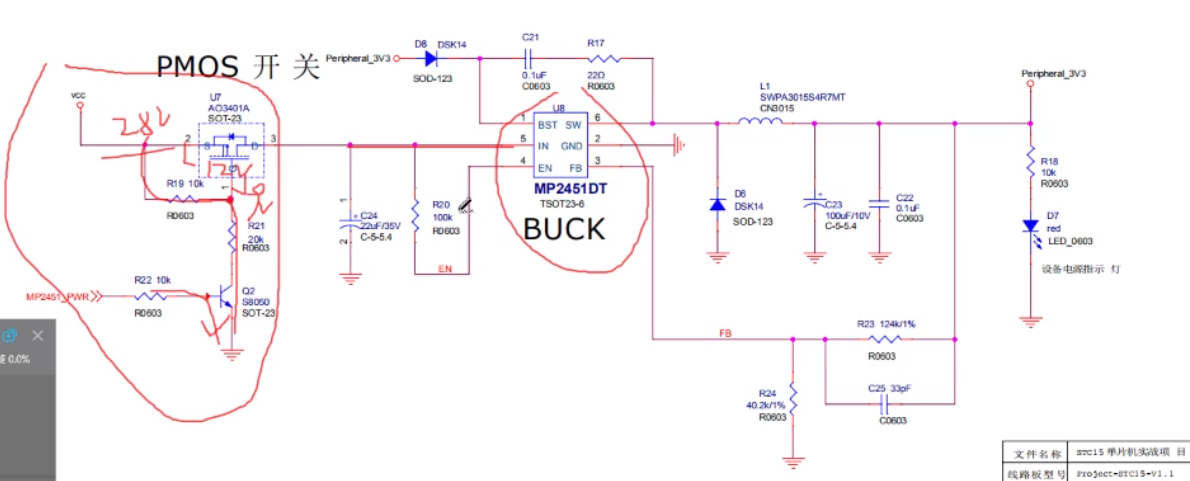 PMOS 开 关
Peripheral_3V3
D8 DSK14
SOD-123
C21
0.1uF
C0603
R17
22Ω
R0603
Peripheral_3V3
VCC
U7
AO3401A
SOT-23
28V
2
S
D
3
G
1
12V
R19 10k
R0603
R21
20k
R0603
R22 10k
R0603
MP2451_PWR
Q2
S8050
SOT-23
1
C24
22uF/35V
C-5-5.4
2
R20
100k
R0603
EN
U8
1 BST SW 6
5 IN GND 2
4 EN FB 3
MP2451DT
TSOT23-6
BUCK
L1
SWPA3015S4R7MT
CN3015
D6
DSK14
SOD-123
C23
100uF/10V
C-5-5.4
C22
0.1uF
C0603
R18
10k
R0603
D7
red
LED_0603
设备电源指示 灯
FB
R23 124k/1%
R0603
C25 33pF
C0603
R24
40.2k/1%
R0603
0.0%
文件名称 STC15单片机实战项 目
线路板型号 Project-STC15-V1.1